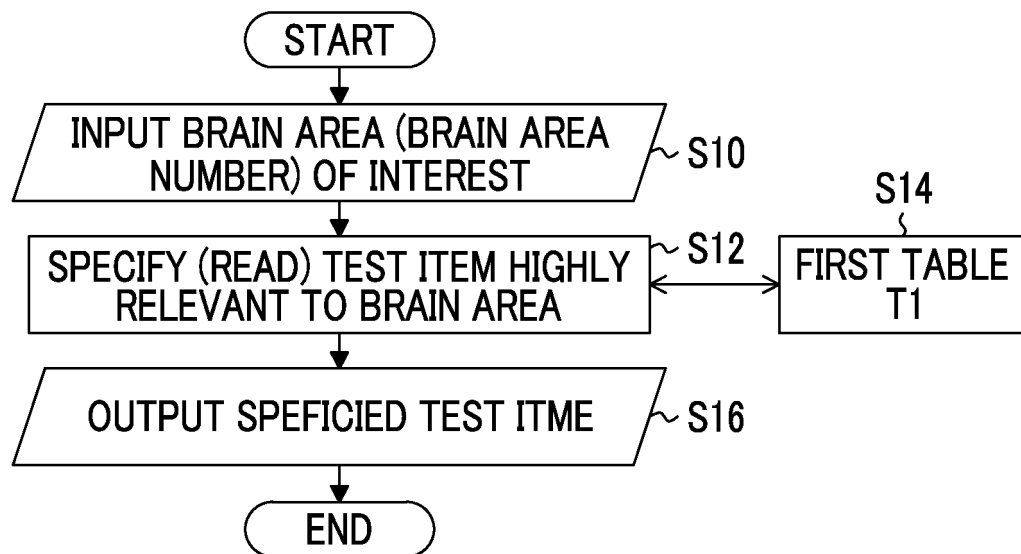 START
INPUT BRAIN AREA (BRAIN AREA
NUMBER) OF INTEREST
S10
S14
SPECIFY (READ) TEST ITEM HIGHLY
RELEVANT TO BRAIN AREA
S12
FIRST TABLE
T1
OUTPUT SPEFICIED TEST ITME
S16
END